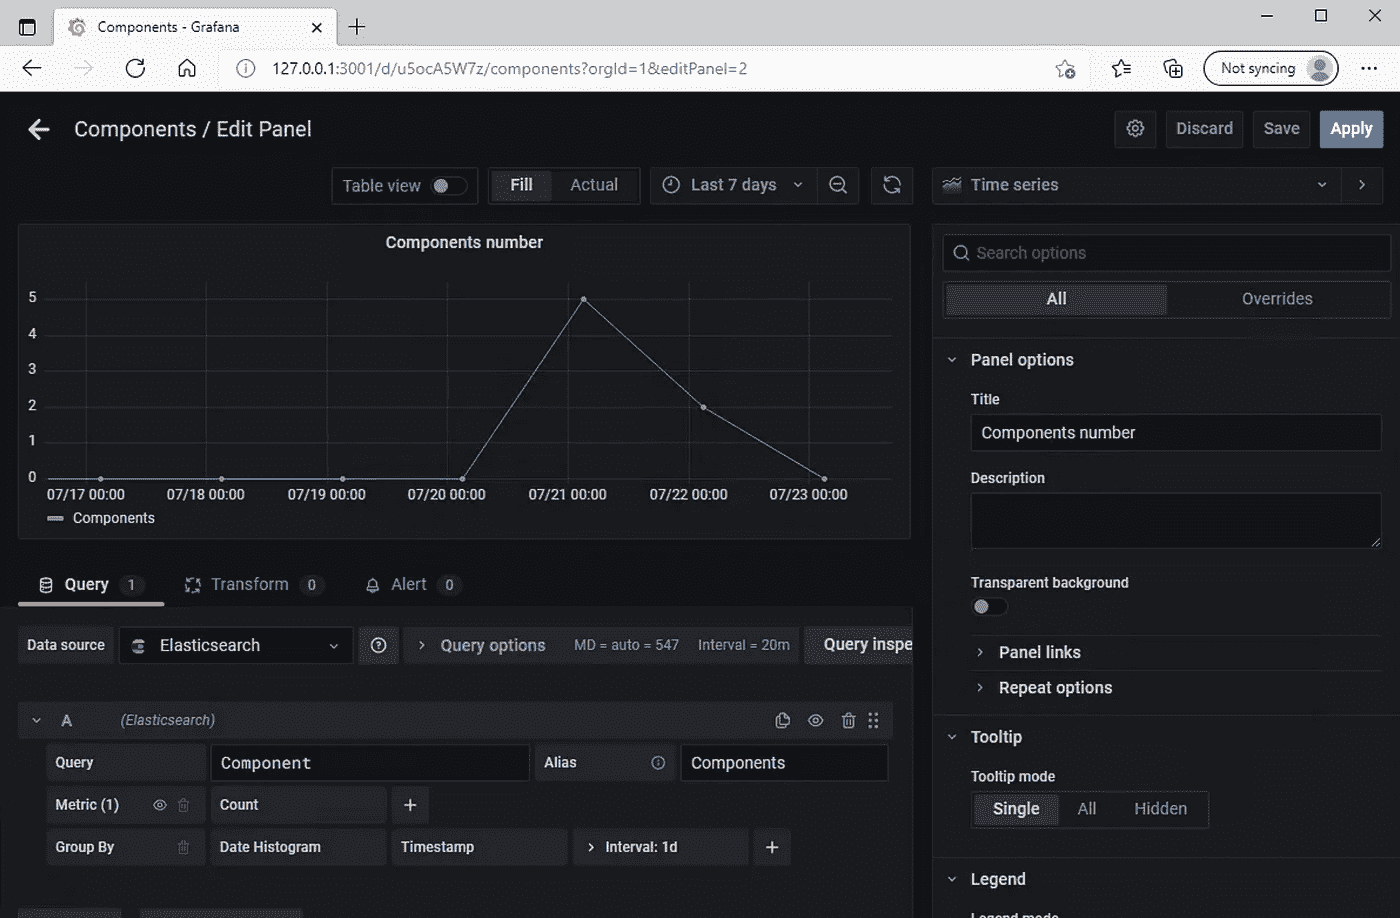 Components - Grafana
127.0.0.1:3001/d/u5ocA5W7z/components?orgId=1&editPanel=2
Not syncing
Components / Edit Panel
Discard
Save
Apply
Table view
Fill
Actual
Last 7 days
Time series
Components number
5
4
3
2
1
0
07/17 00:00
07/18 00:00
07/19 00:00
07/20 00:00
07/21 00:00
07/22 00:00
07/23 00:00
Components
Search options
All
Overrides
Panel options
Title
Components number
Description
Transparent background
Panel links
Repeat options
Tooltip
Tooltip mode
Single
All
Hidden
Legend
Query 1
Transform 0
Alert 0
Data source
Elasticsearch
Query options
MD = auto = 547
Interval = 20m
Query inspe
A
(Elasticsearch)
Query
Component
Alias
Components
Metric (1)
Count
+
Group By
Date Histogram
Timestamp
Interval: 1d
+
Legend mode